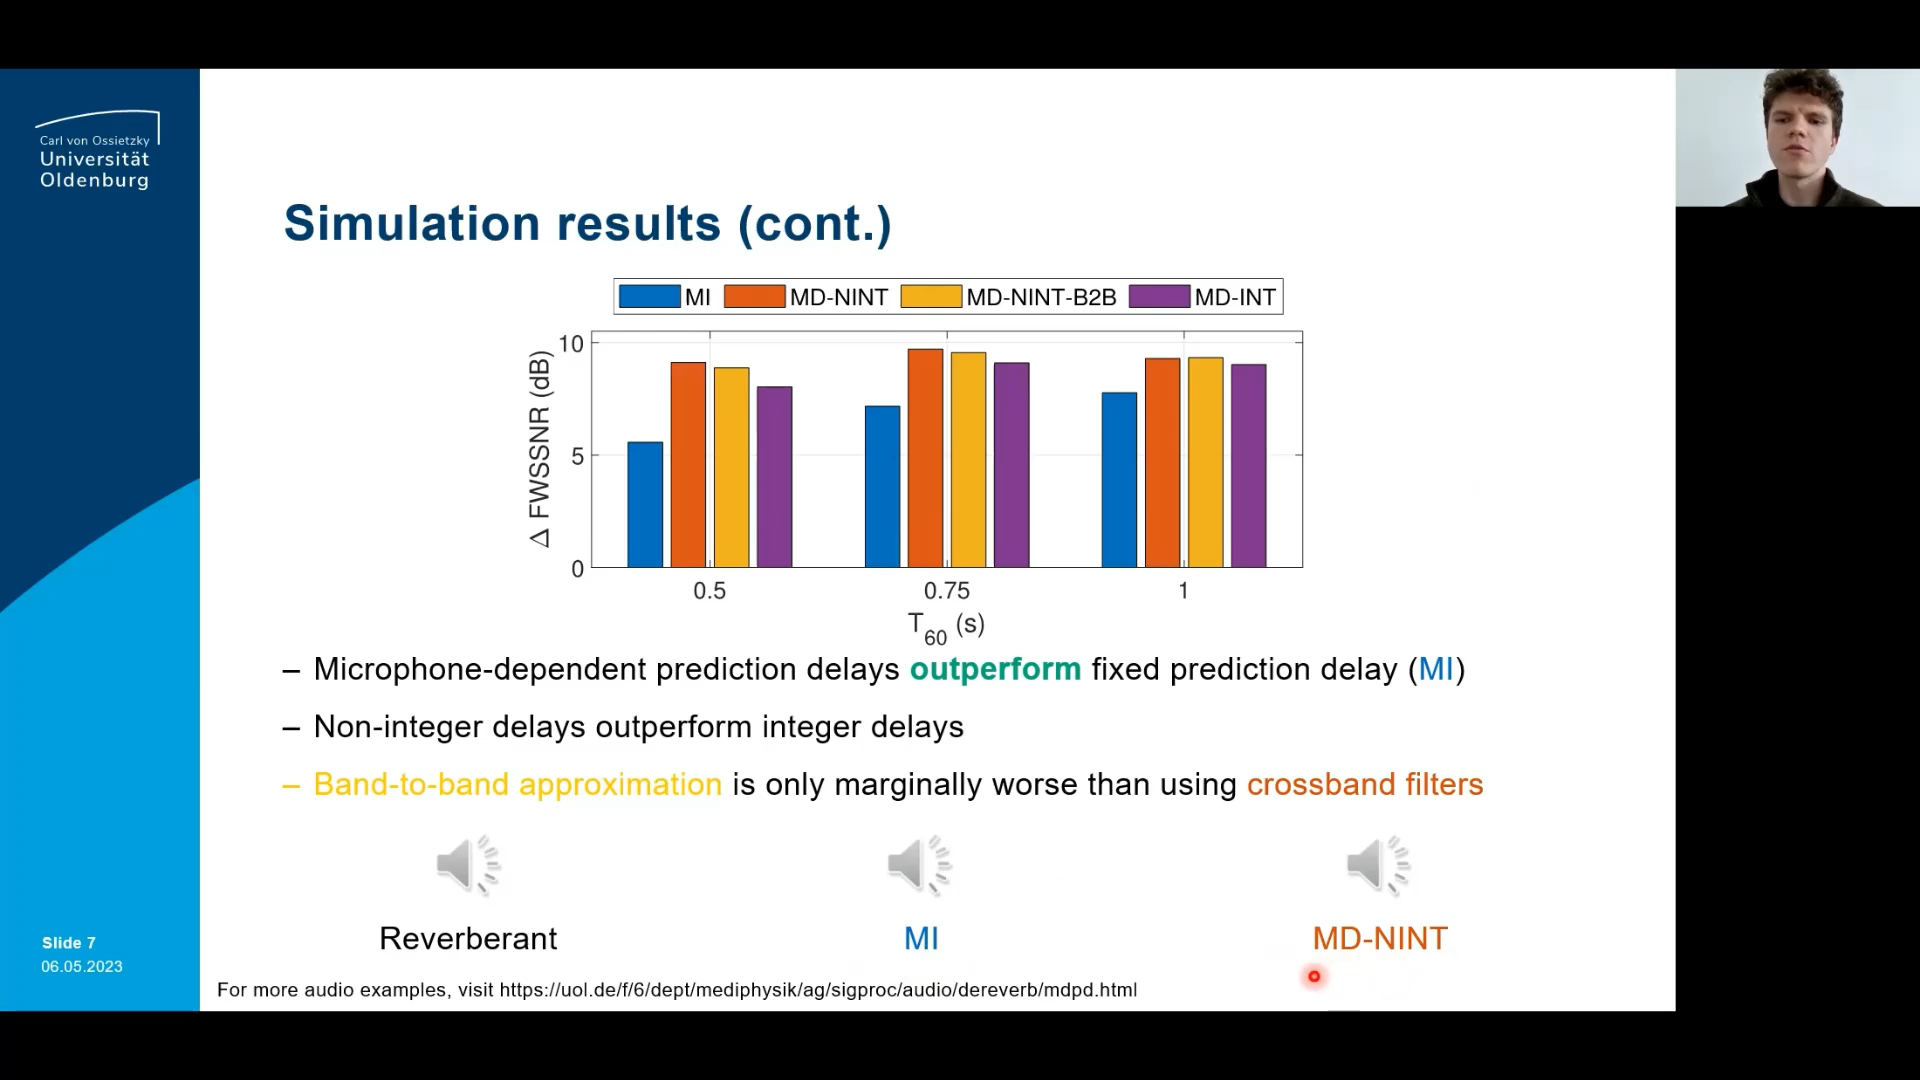 Carl von Ossietzky
Universität
Oldenburg
Simulation results (cont.)
MI MD-NINT MD-NINT-B2B MD-INT
Δ FWSSNR (dB)
10
5
0
0.5 0.75 1
T60 (s)
– Microphone-dependent prediction delays outperform fixed prediction delay (MI)
– Non-integer delays outperform integer delays
– Band-to-band approximation is only marginally worse than using crossband filters
Reverberant MI MD-NINT
Slide 7
06.05.2023
For more audio examples, visit https://uol.de/f/6/dept/mediphysik/ag/sigproc/audio/dereverb/mdpd.html